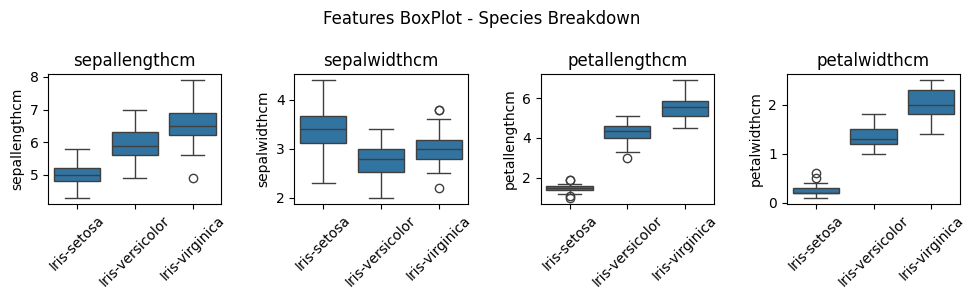 Features BoxPlot - Species Breakdown
sepallengthcm
sepallengthcm
8
7
6
5
Iris-setosa
Iris-versicolor
Iris-virginica
sepalwidthcm
sepalwidthcm
4
3
2
Iris-setosa
Iris-versicolor
Iris-virginica
petallengthcm
petallengthcm
6
4
2
Iris-setosa
Iris-versicolor
Iris-virginica
petalwidthcm
petalwidthcm
2
1
0
Iris-setosa
Iris-versicolor
Iris-virginica